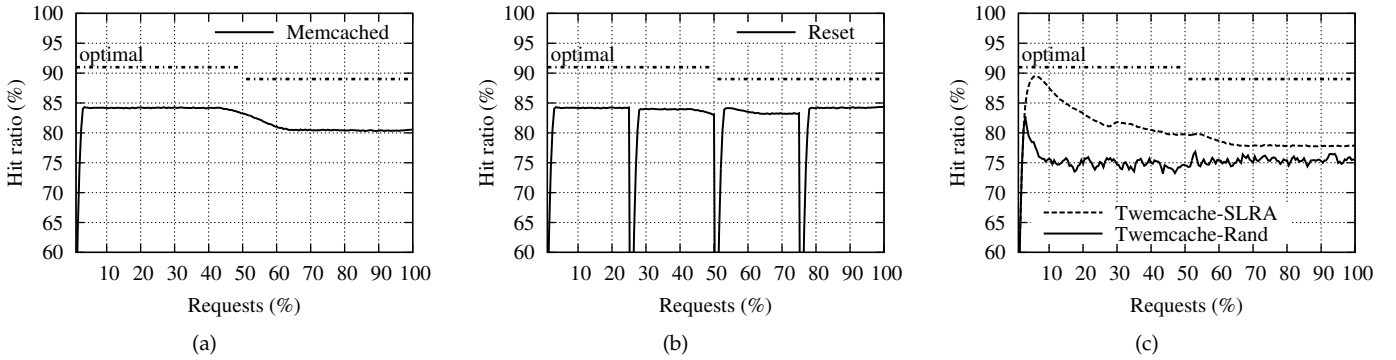 100
95
90
85
80
75
70
65
60
Hit ratio (%)
optimal
Memcached
10 20 30 40 50 60 70 80 90 100
Requests (%)
(a)
100
95
90
85
80
75
70
65
60
Hit ratio (%)
optimal
Reset
10 20 30 40 50 60 70 80 90 100
Requests (%)
(b)
100
95
90
85
80
75
70
65
60
Hit ratio (%)
optimal
Twemcache-SLRA
Twemcache-Rand
10 20 30 40 50 60 70 80 90 100
Requests (%)
(c)